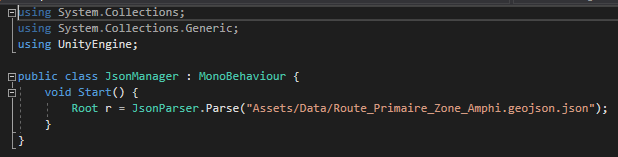 using System.Collections;
using System.Collections.Generic;
using UnityEngine;

public class JsonManager : MonoBehaviour {
    void Start() {
        Root r = JsonParser.Parse("Assets/Data/Route_Primaire_Zone_Amphi.geojson.json");
    }
}